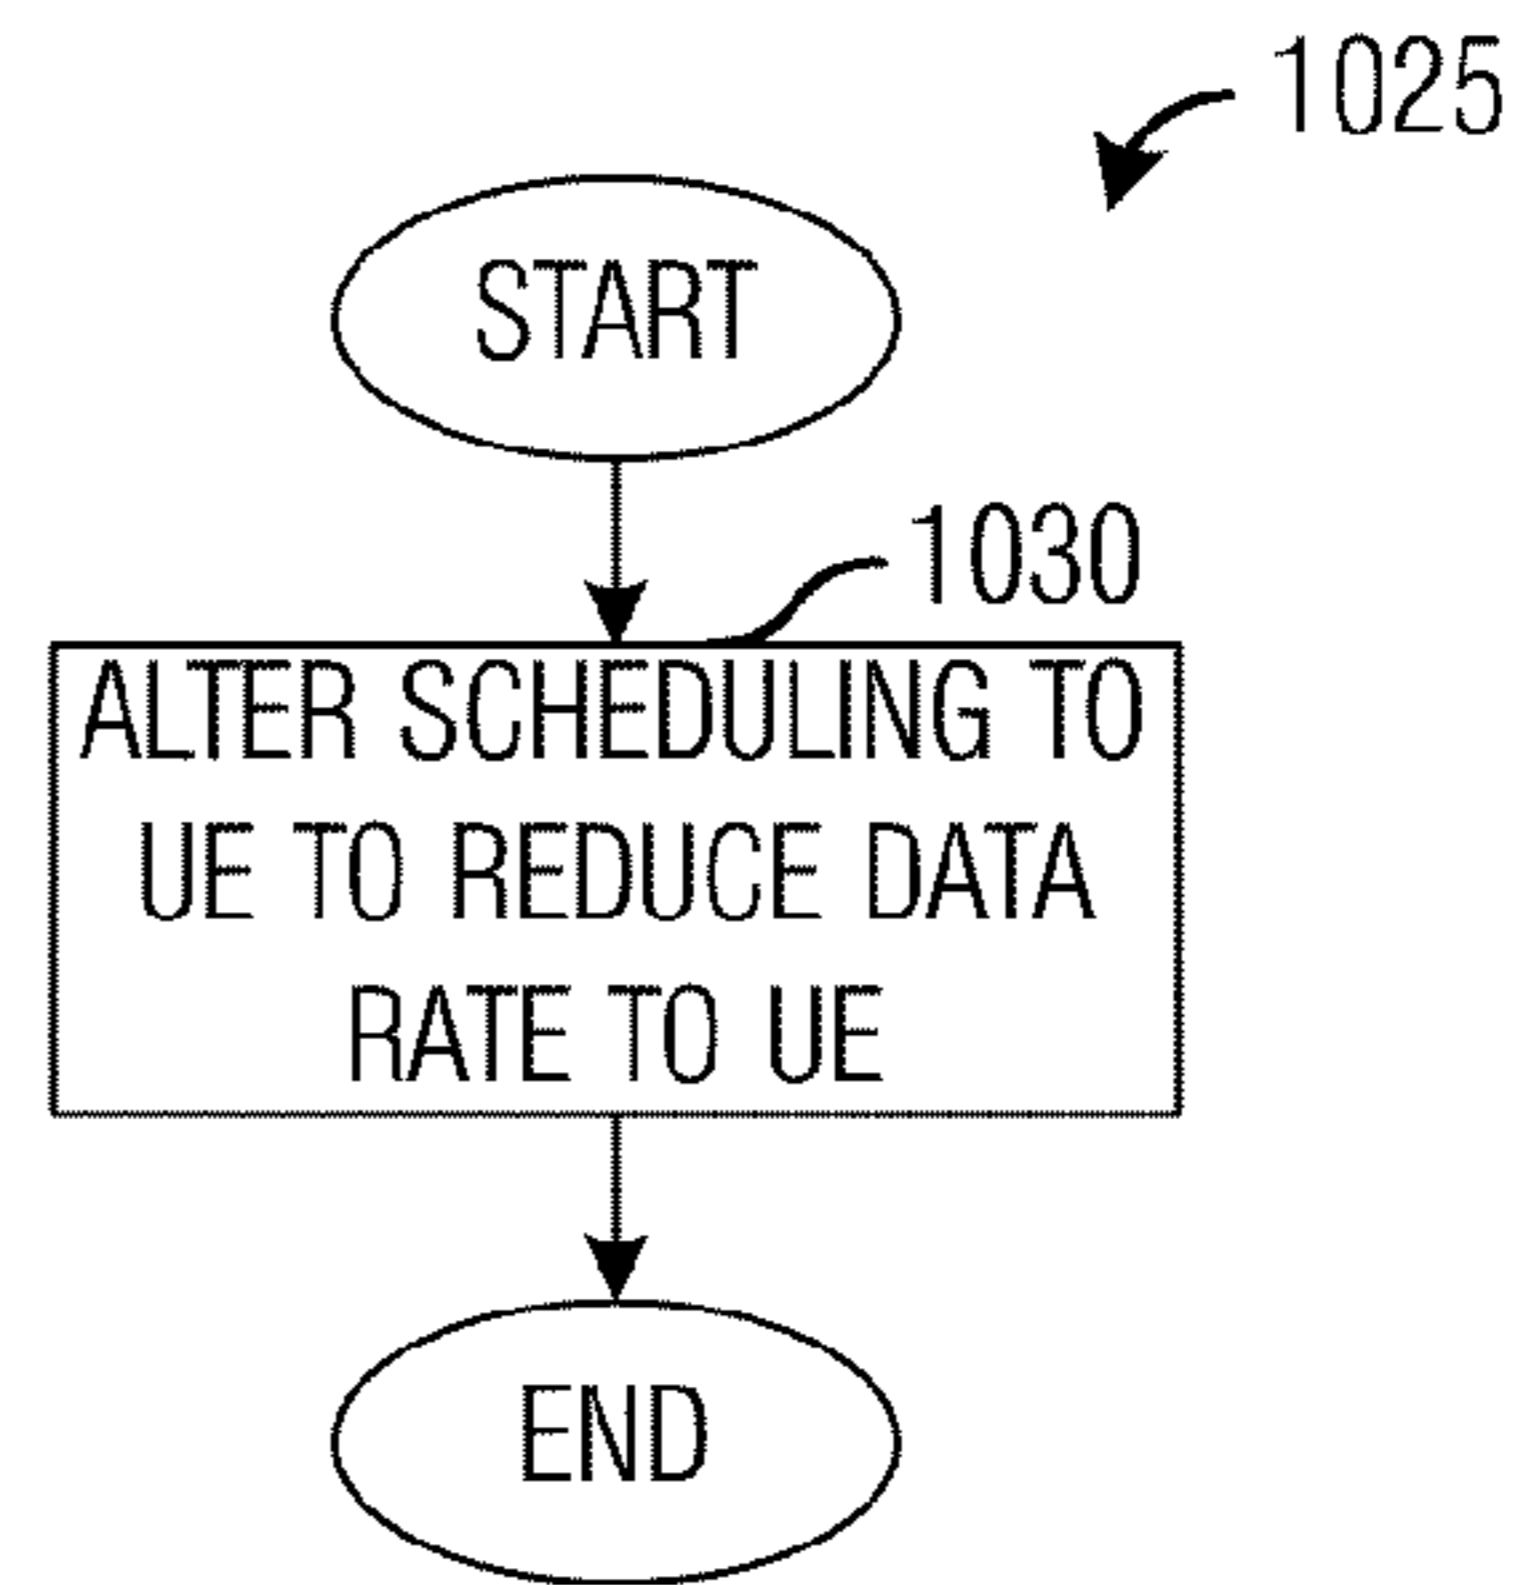 1025
START
1030
ALTER SCHEDULING TO
UE TO REDUCE DATA
RATE TO UE
END